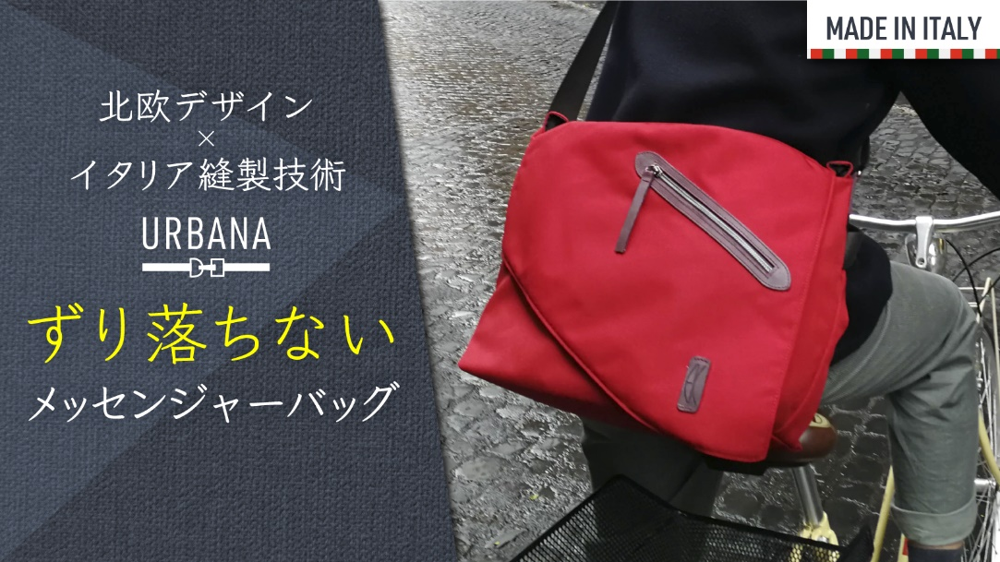 北欧デザイン
×
イタリア縫製技術
URBANA
ずり落ちない
メッセンジャーバッグ
MADE IN ITALY